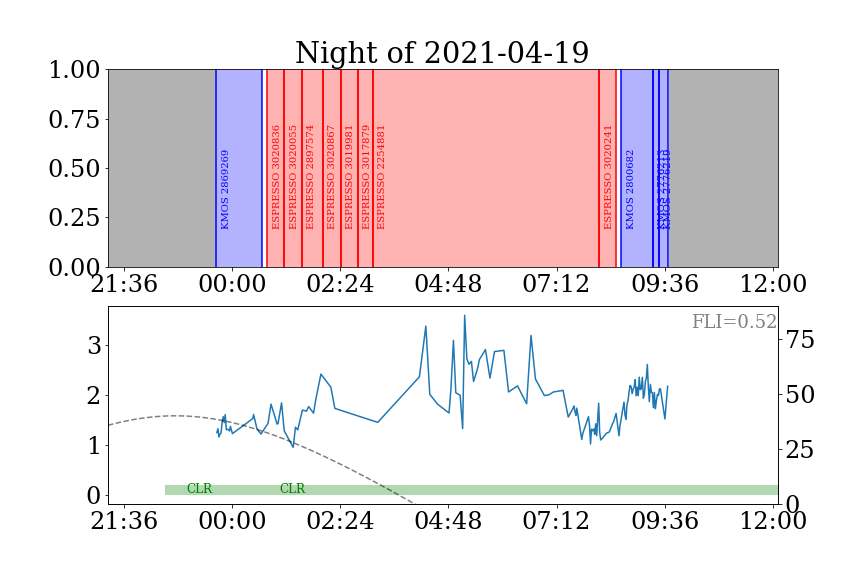 Night of 2021-04-19
1.00
0.75
0.50
0.25
0.00
KMOS 2869269
ESPRESSO 3020836
ESPRESSO 3020055
ESPRESSO 2897574
ESPRESSO 3020867
ESPRESSO 3019981
ESPRESSO 3017879
ESPRESSO 2254881
ESPRESSO 3020241
KMOS 2800682
21:36 00:00 02:24 04:48 07:12 09:36 12:00
FLI=0.52
3
2
1
0
75
50
25
0
CLR CLR
21:36 00:00 02:24 04:48 07:12 09:36 12:00